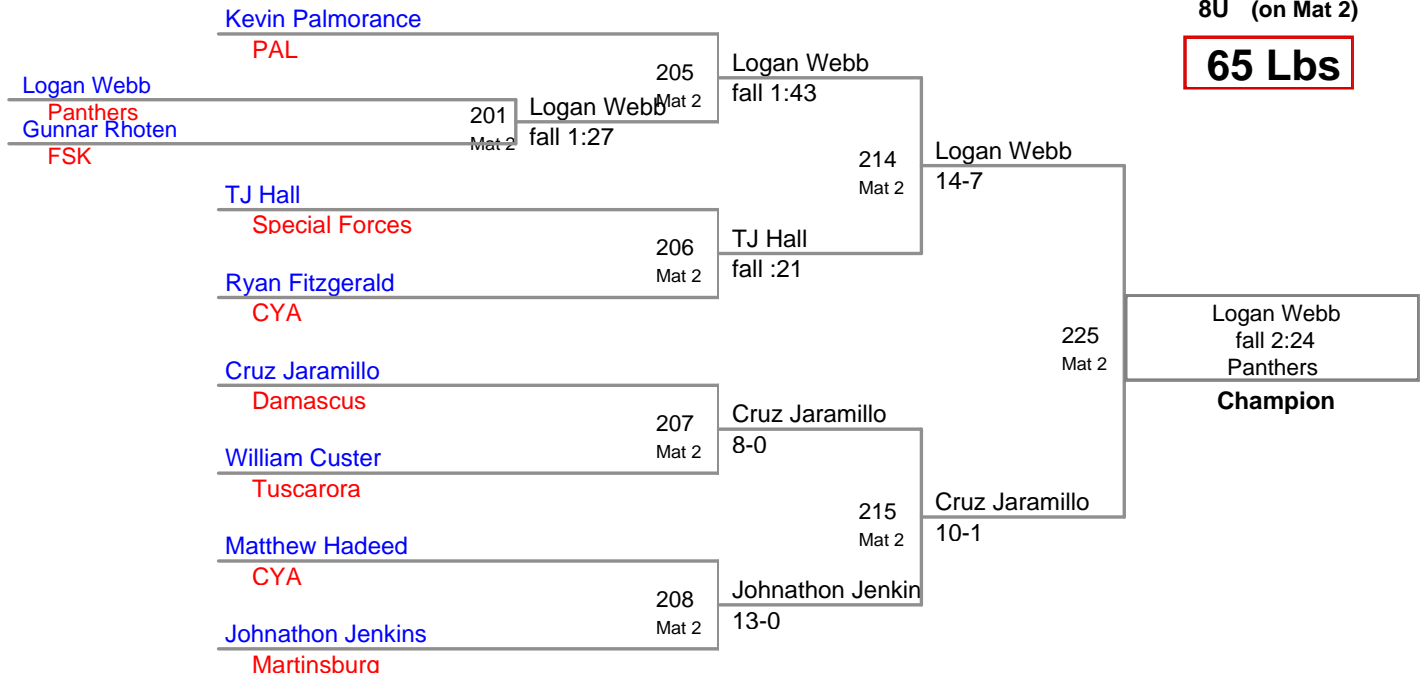 8U (on Mat 2)
65 Lbs
Kevin Palmorance
PAL
Logan Webb
Panthers
Gunnar Rhoten
FSK
201
Mat 2
Logan Webb
fall 1:27
205
Mat 2
Logan Webb
fall 1:43
TJ Hall
Special Forces
Ryan Fitzgerald
CYA
206
Mat 2
TJ Hall
fall :21
214
Mat 2
Logan Webb
14-7
Cruz Jaramillo
Damascus
William Custer
Tuscarora
207
Mat 2
Cruz Jaramillo
8-0
Matthew Hadeed
CYA
Johnathon Jenkins
Martinsburg
208
Mat 2
Johnathon Jenkin
13-0
215
Mat 2
Cruz Jaramillo
10-1
225
Mat 2
Logan Webb
fall 2:24
Panthers
Champion